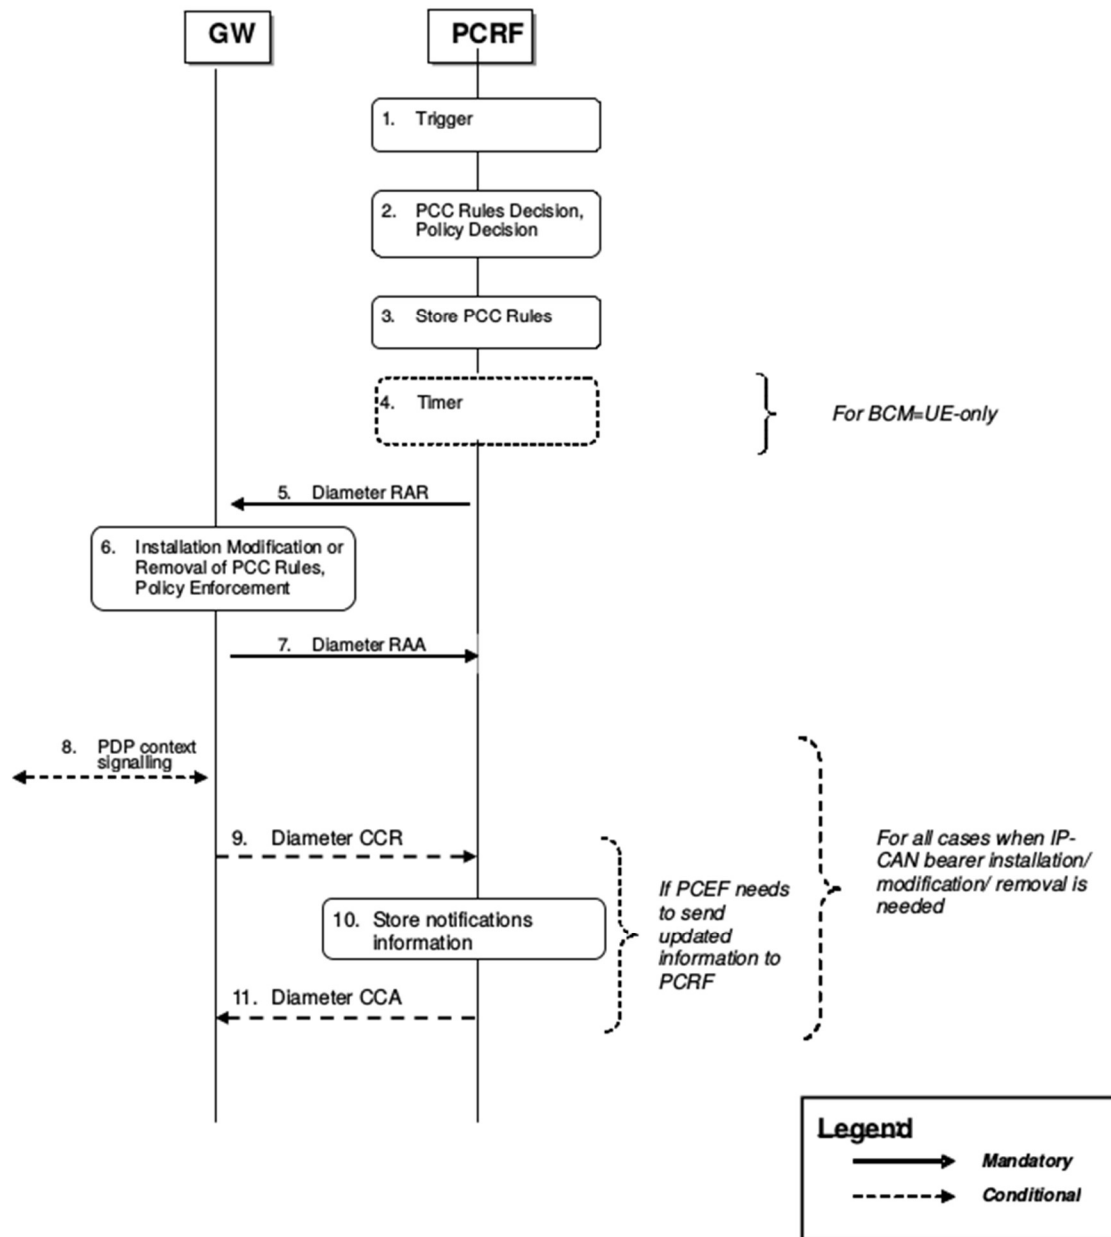 GW
PCRF
1. Trigger
2. PCC Rules Decision,
Policy Decision
3. Store PCC Rules
4. Timer
For BCM=UE-only
5. Diameter RAR
6. Installation Modification or
Removal of PCC Rules,
Policy Enforcement
7. Diameter RAA
8. PDP context
signalling
9. Diameter CCR
10. Store notifications
information
11. Diameter CCA
If PCEF needs
to send
updated
information to
PCRF
For all cases when IP-
CAN bearer installation/
modification/ removal is
needed
Legend
Mandatory
Conditional